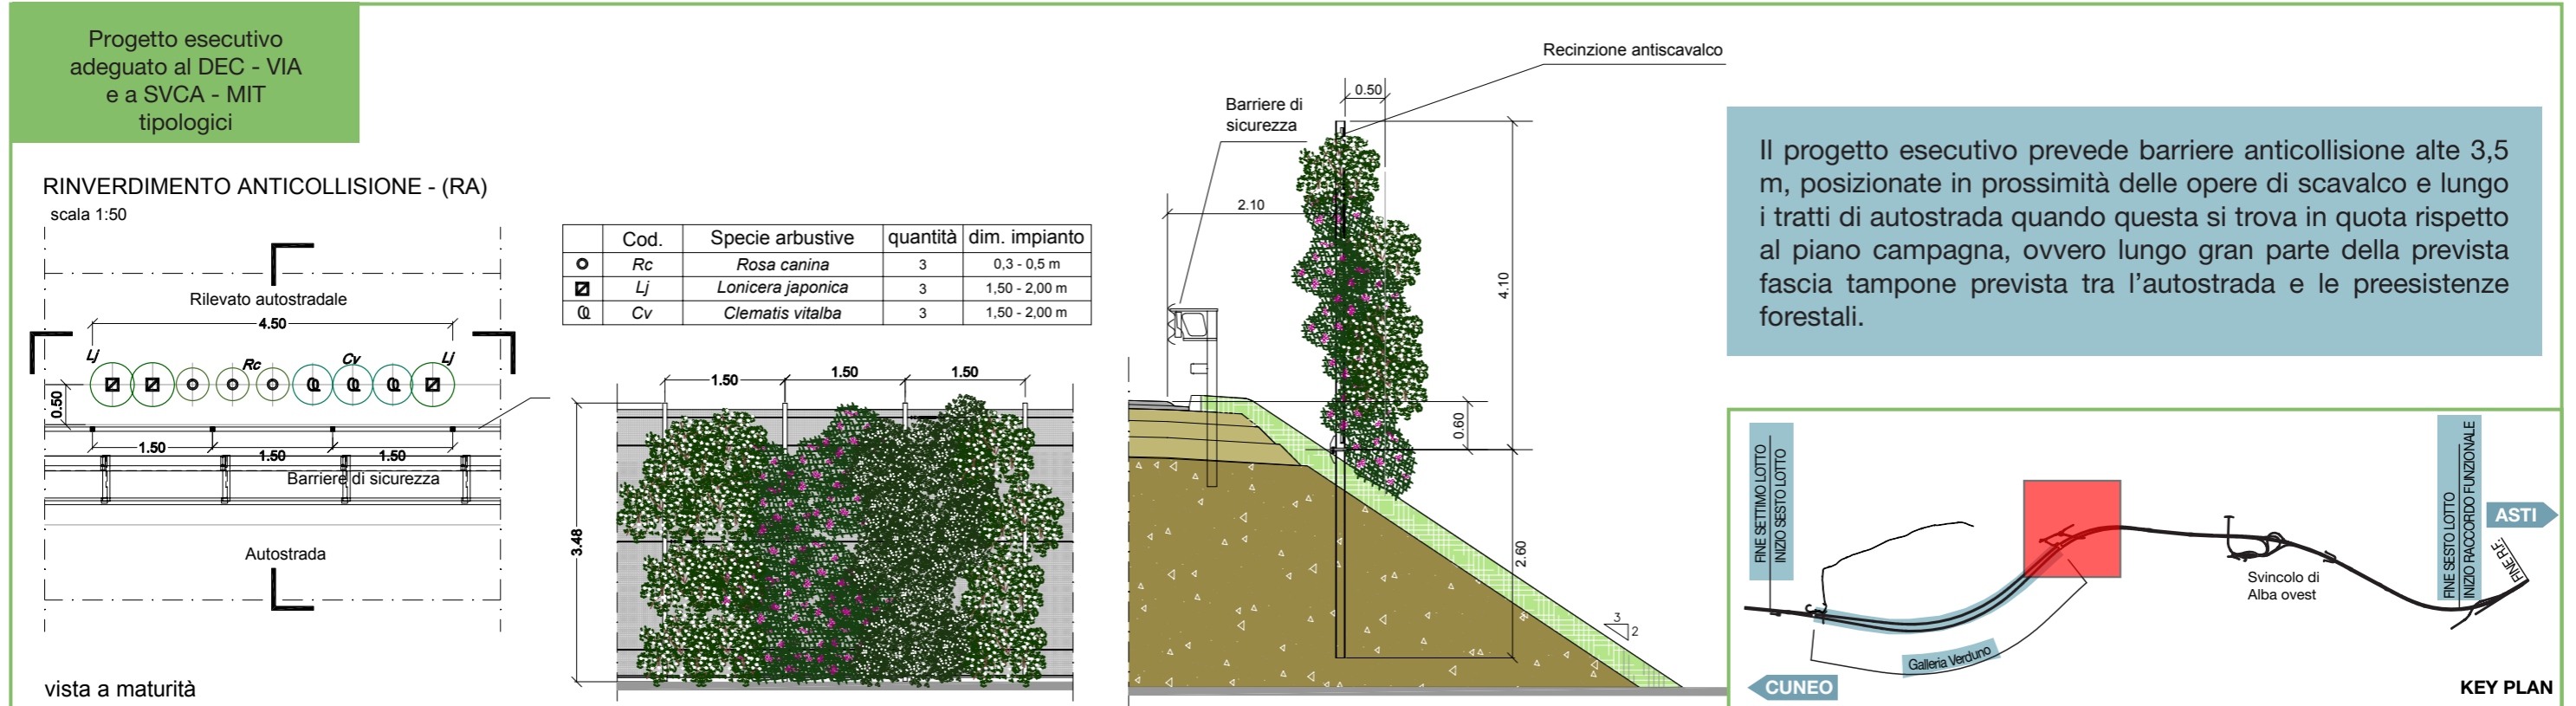 Progetto esecutivo
adeguato al DEC - VIA
e a SVCA - MIT
tipologici
RINVERDIMENTO ANTICOLLISIONE - (RA)
scala 1:50
Rilevato autostradale
4.50
Lj
Rc
Cv
Lj
0.50
1.50
1.50
1.50
Barriere di sicurezza
Autostrada
vista a maturità
Cod. Specie arbustive quantità dim. impianto
Rc Rosa canina 3 0,3 - 0,5 m
Lj Lonicera japonica 3 1,50 - 2,00 m
Cv Clematis vitalba 3 1,50 - 2,00 m
1.50
1.50
1.50
3.48
Recinzione antiscavalco
0.50
Barriere di
sicurezza
2.10
4.10
0.60
2.60
3
2
Il progetto esecutivo prevede barriere anticollisione alte 3,5
m, posizionate in prossimità delle opere di scavalco e lungo
i tratti di autostrada quando questa si trova in quota rispetto
al piano campagna, ovvero lungo gran parte della prevista
fascia tampone prevista tra l'autostrada e le preesistenze
forestali.
FINE SETTIMO LOTTO
INIZIO SESTO LOTTO
FINE SESTO LOTTO
INIZIO RACCORDO FUNZIONALE
FINE R.F.
ASTI
Svincolo di
Alba ovest
Galleria Verduno
CUNEO
KEY PLAN